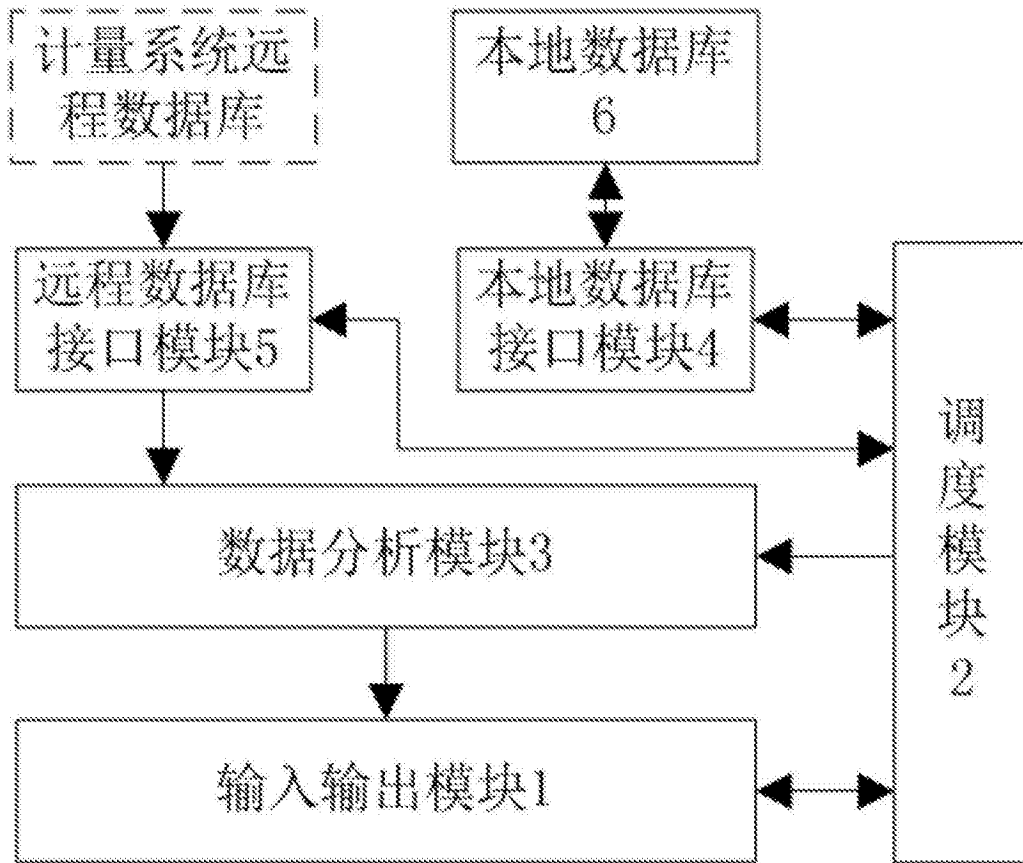 计量系统远
程数据库
本地数据库
6
远程数据库
接口模块5
本地数据库
接口模块4
调度模块2
数据分析模块3
输入输出模块1